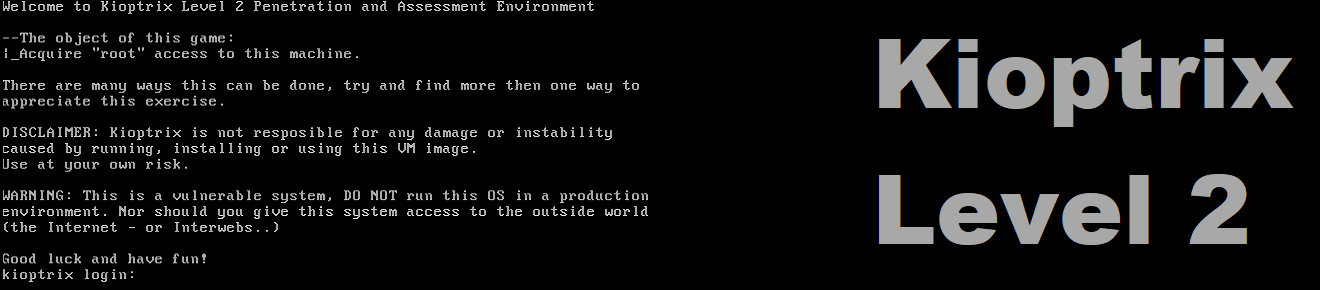 Welcome to Kioptrix Level 2 Penetration and Assessment Environment
--The object of this game:
|_Acquire "root" access to this machine.
There are many ways this can be done, try and find more then one way to
appreciate this exercise.
DISCLAIMER: Kioptrix is not resposible for any damage or instability
caused by running, installing or using this VM image.
Use at your own risk.
WARNING: This is a vulnerable system, DO NOT run this OS in a production
environment. Nor should you give this system access to the outside world
(the Internet - or Interwebs..)
Good luck and have fun!
kioptrix login:
Kioptrix
Level 2